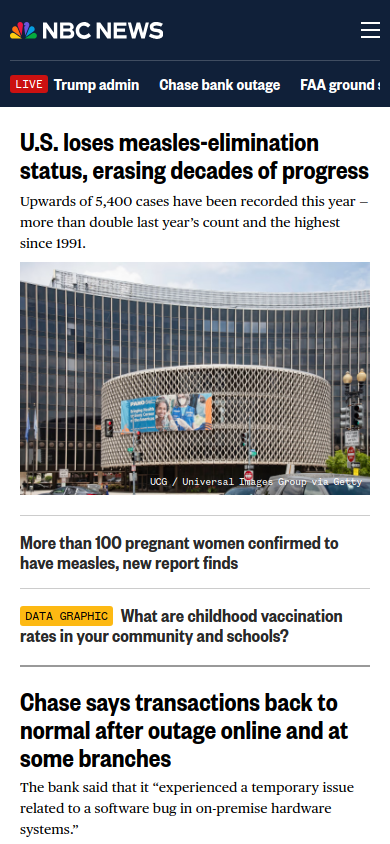 NBC NEWS
LIVE Trump admin Chase bank outage FAA ground
U.S. loses measles-elimination
status, erasing decades of progress
Upwards of 5,400 cases have been recorded this year —
more than double last year’s count and the highest
since 1991.
UCG / Universal Images Group via Getty
More than 100 pregnant women confirmed to
have measles, new report finds
DATA GRAPHIC What are childhood vaccination
rates in your community and schools?
Chase says transactions back to
normal after outage online and at
some branches
The bank said that it “experienced a temporary issue
related to a software bug in on-premise hardware
systems.”